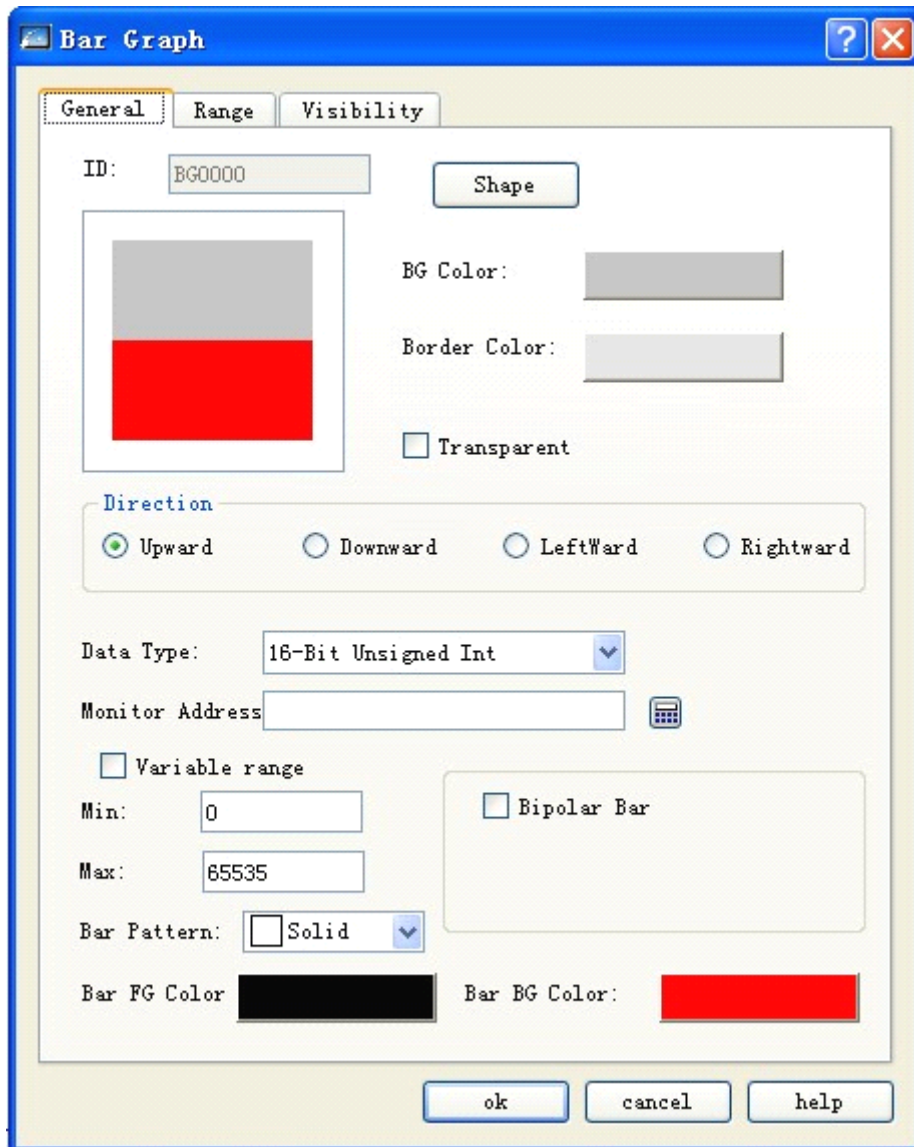 Bar Graph
General Range Visibility
ID: BG0000 Shape
BG Color:
Border Color:
Transparent
Direction
Upward Downward LeftWard Rightward
Data Type: 16-Bit Unsigned Int
Monitor Address
Variable range
Min: 0 Bipolar Bar
Max: 65535
Bar Pattern: Solid
Bar FG Color Bar BG Color:
ok cancel help